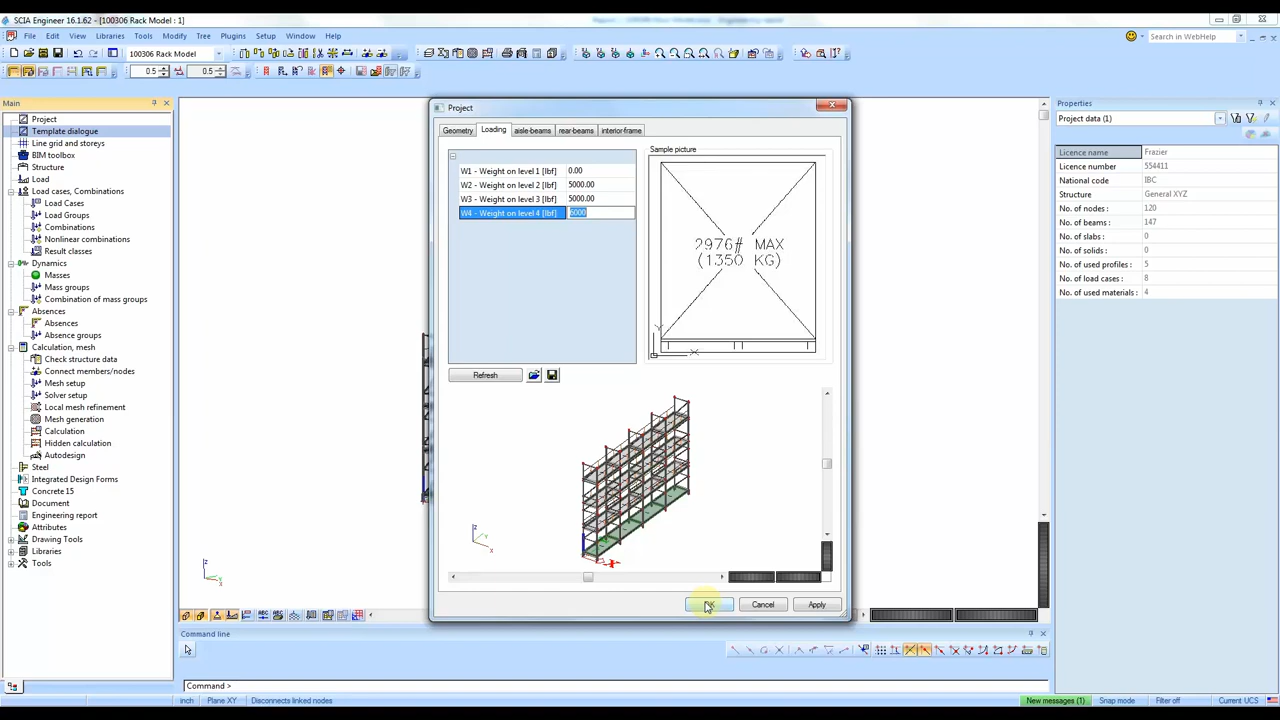 SCIA Engineer 16.1.62 - [100306 Rack Model : 1]
File Edit View Libraries Tools Modify Tree Plugins Setup Window Help
Search in WebHelp
100306 Rack Model
0.5 0.5
Main
Project
Template dialogue
Line grid and storeys
BIM toolbox
Structure
Load
Load cases, Combinations
Load Cases
Load Groups
Combinations
Nonlinear combinations
Result classes
Dynamics
Masses
Mass groups
Combination of mass groups
Absences
Absences
Absence groups
Calculation, mesh
Check structure data
Connect members/nodes
Mesh setup
Solver setup
Local mesh refinement
Mesh generation
Calculation
Hidden calculation
Autodesign
Steel
Integrated Design Forms
Concrete 15
Document
Engineering report
Attributes
Drawing Tools
Libraries
Tools
Project
Geometry Loading aisle-beams rear-beams interior-frame
W1 - Weight on level 1 [lbf] 0.00
W2 - Weight on level 2 [lbf] 5000.00
W3 - Weight on level 3 [lbf] 5000.00
W4 - Weight on level 4 [lbf]
Sample picture
2976# MAX
(1350 KG)
Y
X
Refresh
Z
Y
X
Cancel Apply
Z
Y
Properties
Project data (1)
Licence name Frazier
Licence number 554411
National code IBC
Structure General XYZ
No. of nodes : 120
No. of beams : 147
No. of slabs : 0
No. of solids : 0
No. of used profiles : 5
No. of load cases : 8
No. of used materials : 4
Command line
Command >
inch Plane XY Disconnects linked nodes New messages (1) Snap mode Filter off Current UCS